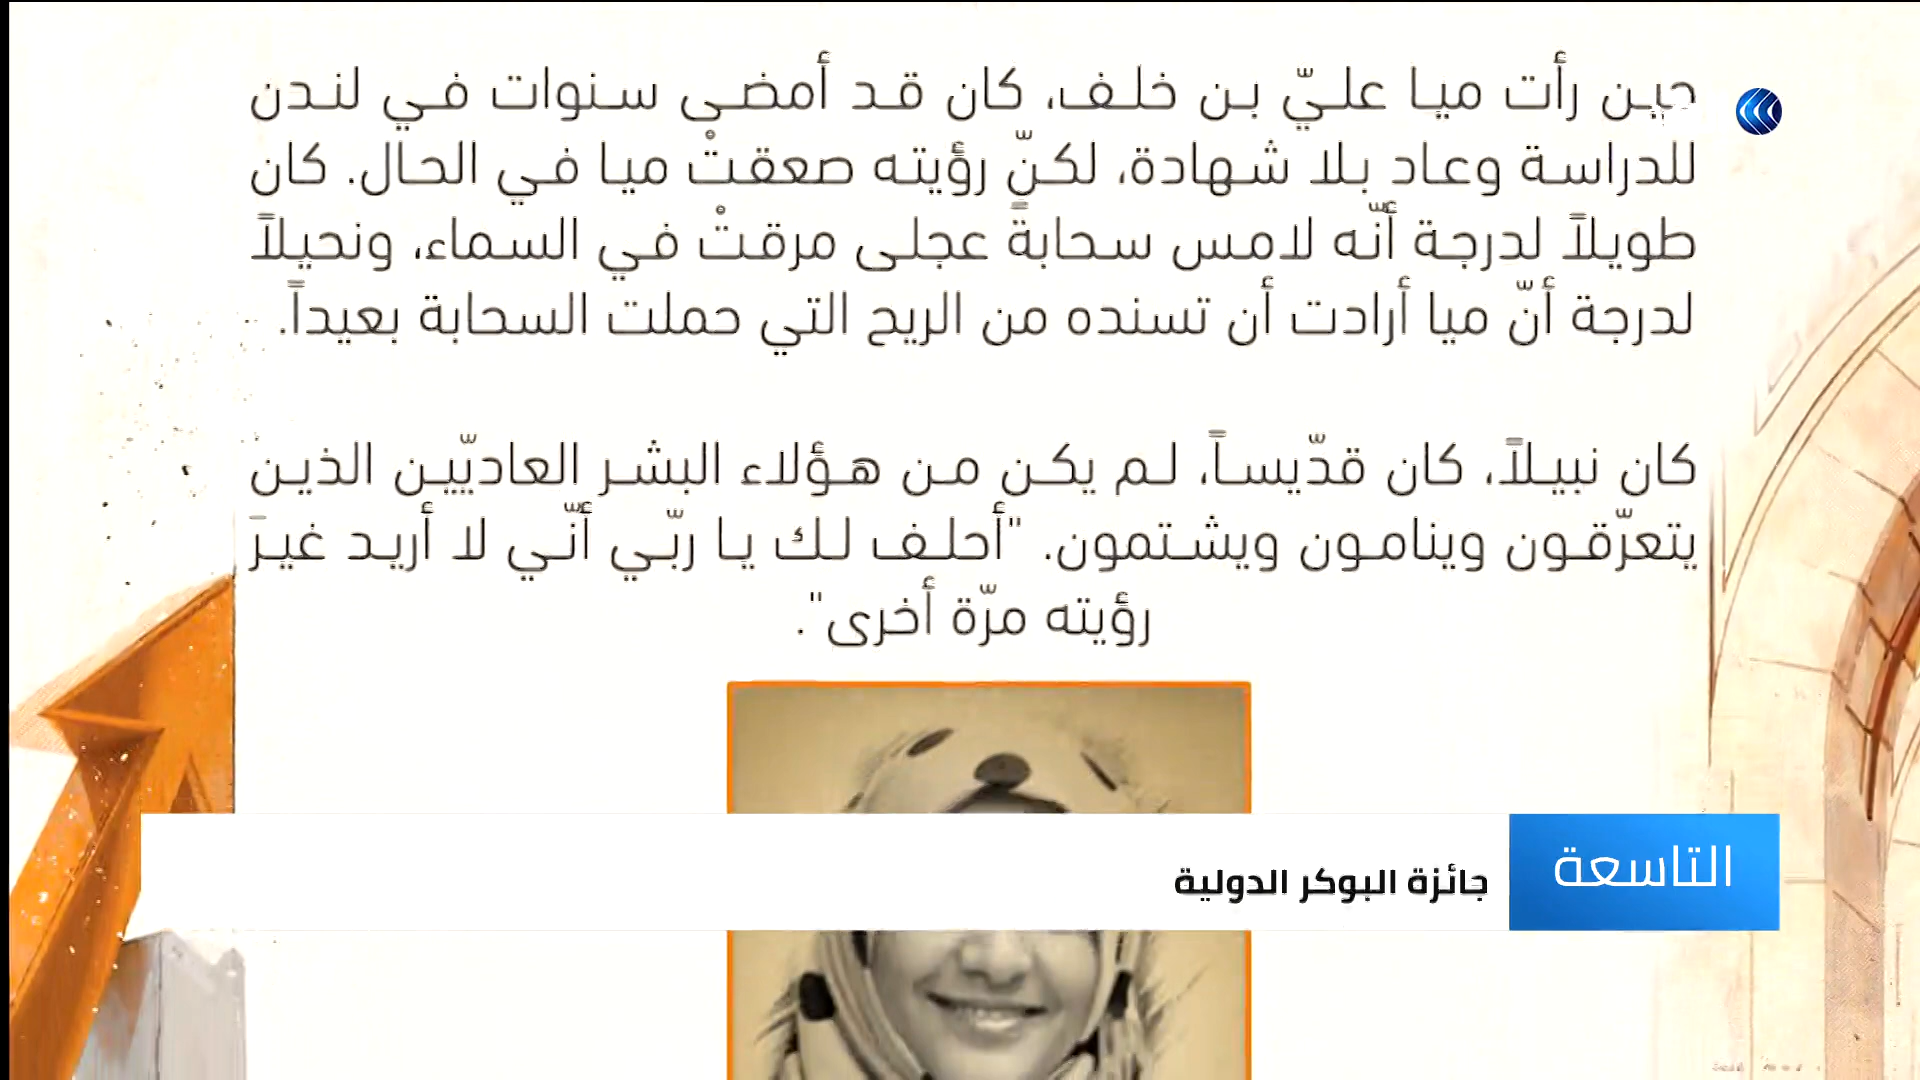 حين رأت ميا عليّ بن خلف، كان قد أمضى سنوات في لندن
للدراسة وعاد بلا شهادة، لكنّ رؤيته صعقتْ ميا في الحال. كان
طويلاً لدرجة أنّه لامس سحابةً عجلى مرقتْ في السماء، ونحيلاً
لدرجة أنّ ميا أرادت أن تسنده من الريح التي حملت السحابة بعيداً.
كان نبيلاً، كان قدّيساً، لم يكن من هؤلاء البشر العاديّين الذين
يتعرّقون وينامون ويشتمون. "أحلف لك يا ربّي أنّي لا أريد غيرَ
رؤيته مرّة أخرى".
التاسعة
جائزة البوكر الدولية